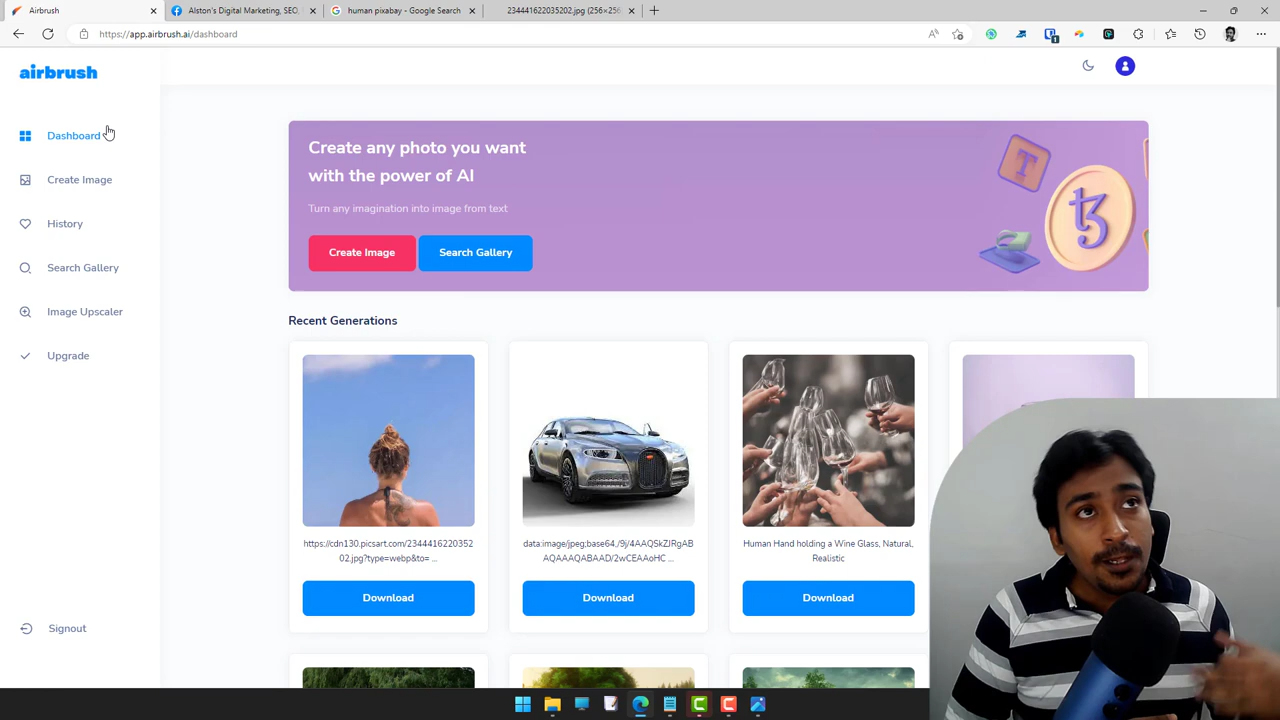 Airbrush
Alston's Digital Marketing, SEO,
human pixabay - Google Search
234441622035202.jpg (256×256
https://app.airbrush.ai/dashboard
airbrush
Dashboard
Create Image
History
Search Gallery
Image Upscaler
Upgrade
Signout
Create any photo you want
with the power of AI
Turn any imagination into image from text
Create Image
Search Gallery
Recent Generations
https://cdn130.picsart.com/2344416220352
02.jpg?type=webp&to= ...
Download
data:image/jpeg;base64,/9j/4AAQSkZJRgAB
AQAAAQABAAD/2wCEAAoHC ...
Download
Human Hand holding a Wine Glass, Natural,
Realistic
Download